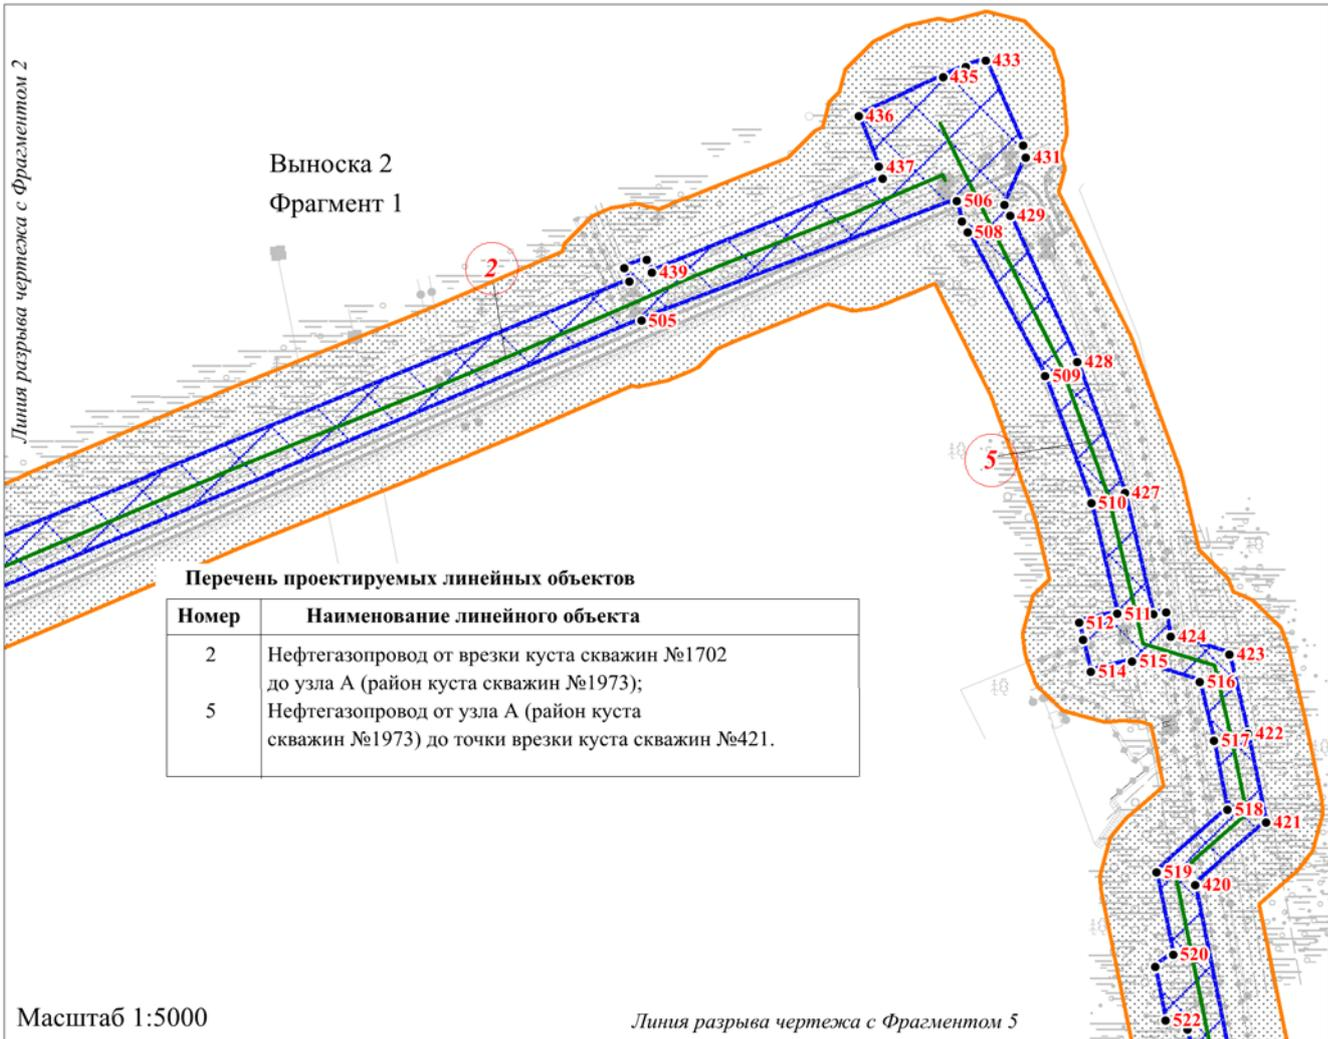 433
435
436
Линия разрыва чертежа с Фрагментом 2
Выноска 2
Фрагмент 1
431
437
506
429
508
2
439
505
428
509
5
427
510
Перечень проектируемых линейных объектов
Номер Наименование линейного объекта
2 Нефтегазопровод от врезки куста скважин №1702
до узла А (район куста скважин №1973);
5 Нефтегазопровод от узла А (район куста
скважин №1973) до точки врезки куста скважин №421.
511
512
424
423
515
514
516
422
517
518
421
519
420
520
522
Масштаб 1:5000
Линия разрыва чертежа с Фрагментом 5